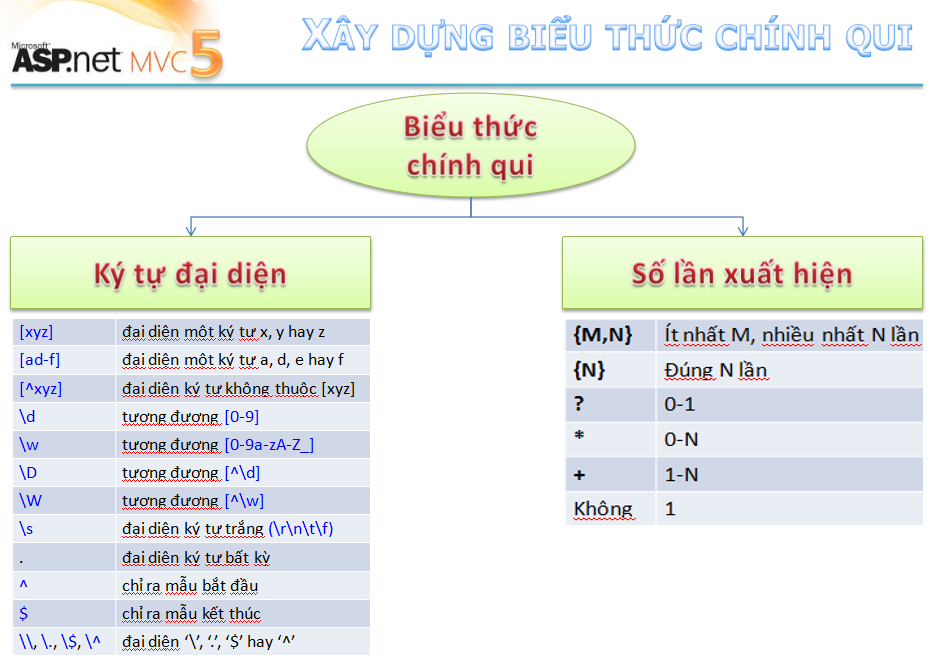 Microsoft®
ASP.net MVC 5
XÂY DỰNG BIỂU THỨC CHÍNH QUI
Biểu thức
chính qui
Ký tự đại diện
[xyz] đại diện một ký tự x, y hay z
[ad-f] đại diện một ký tự a, d, e hay f
[^xyz] đại diện ký tự không thuộc [xyz]
\d tương đương [0-9]
\w tương đương [0-9a-zA-Z_]
\D tương đương [^\d]
\W tương đương [^\w]
\s đại diện ký tự trắng (\r\n\t\f)
. đại diện ký tự bất kỳ
^ chỉ ra mẫu bắt đầu
$ chỉ ra mẫu kết thúc
\\, \., \$, \^ đại diện ‘\’, ‘.’, ‘$’ hay ‘^’
Số lần xuất hiện
{M,N} Ít nhất M, nhiều nhất N lần
{N} Đúng N lần
? 0-1
* 0-N
+ 1-N
Không 1